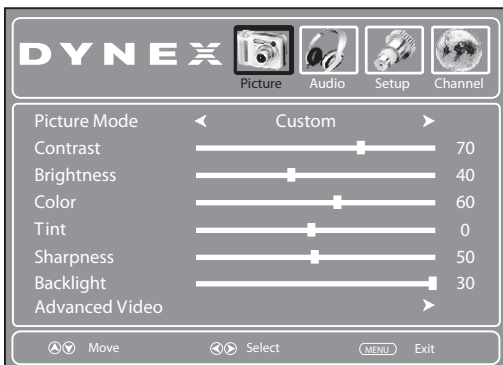 DYNEX
Picture Audio Setup Channel
Picture Mode Custom
Contrast 70
Brightness 40
Color 60
Tint 0
Sharpness 50
Backlight 30
Advanced Video
Move Select MENU Exit